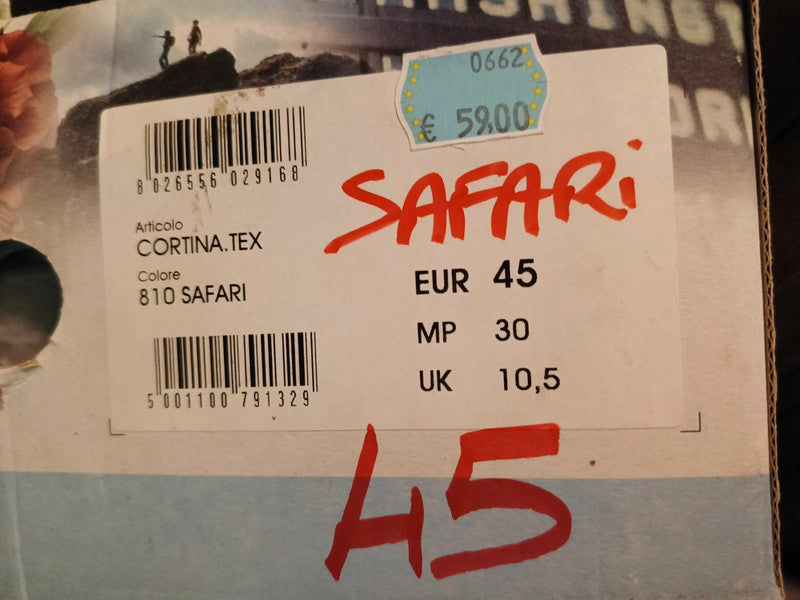 0662
€ 59,00
8 026556 029168
SAFARi
Articolo
CORTINA.TEX
Colore
810 SAFARI
EUR 45
MP 30
UK 10,5
5 001100 791329
45